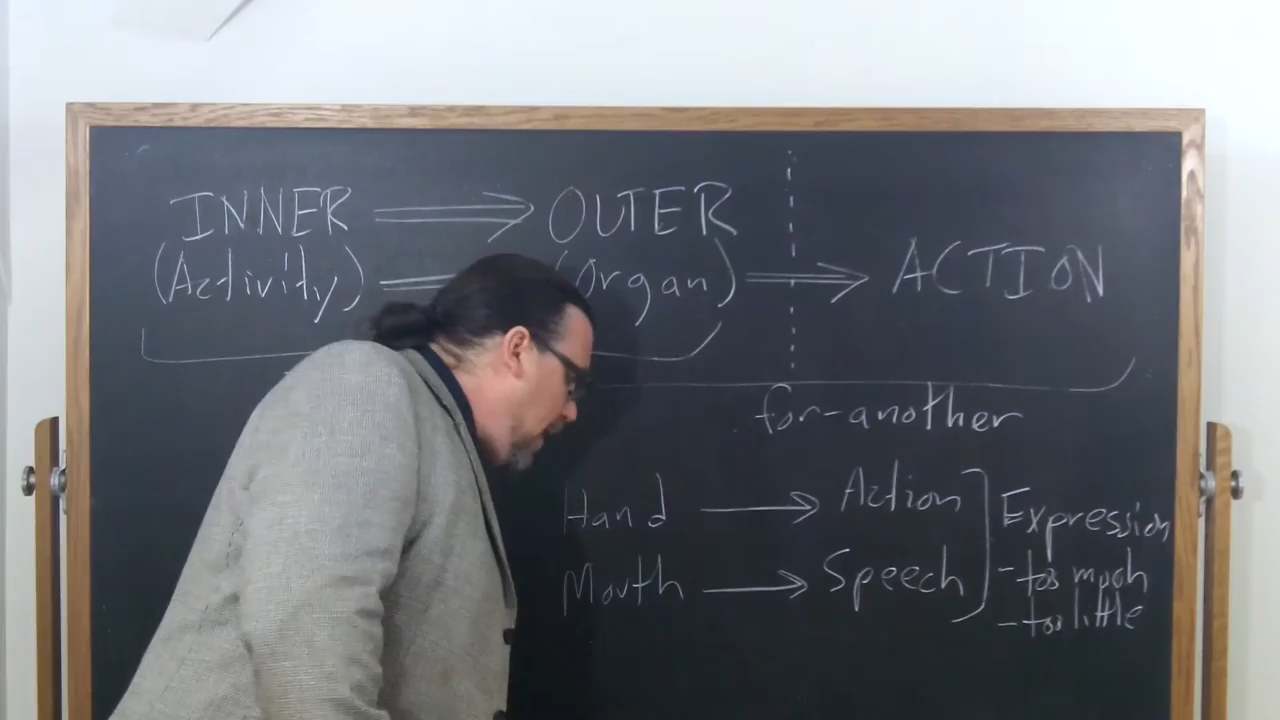 INNER ⇒ OUTER
(Activity) = (Organ) ⇒ ACTION
for-another
Hand → Action
Mouth → Speech
Expression
- too much
- too little